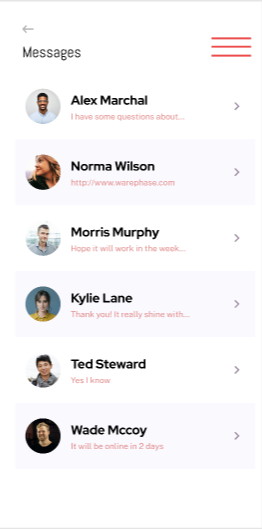 Messages
Alex Marchal
I have some questions about...
Norma Wilson
http://www.warephase.com
Morris Murphy
Hope it will work in the week...
Kylie Lane
Thank you! It really shine with...
Ted Steward
Yes I know
Wade Mccoy
It will be online in 2 days